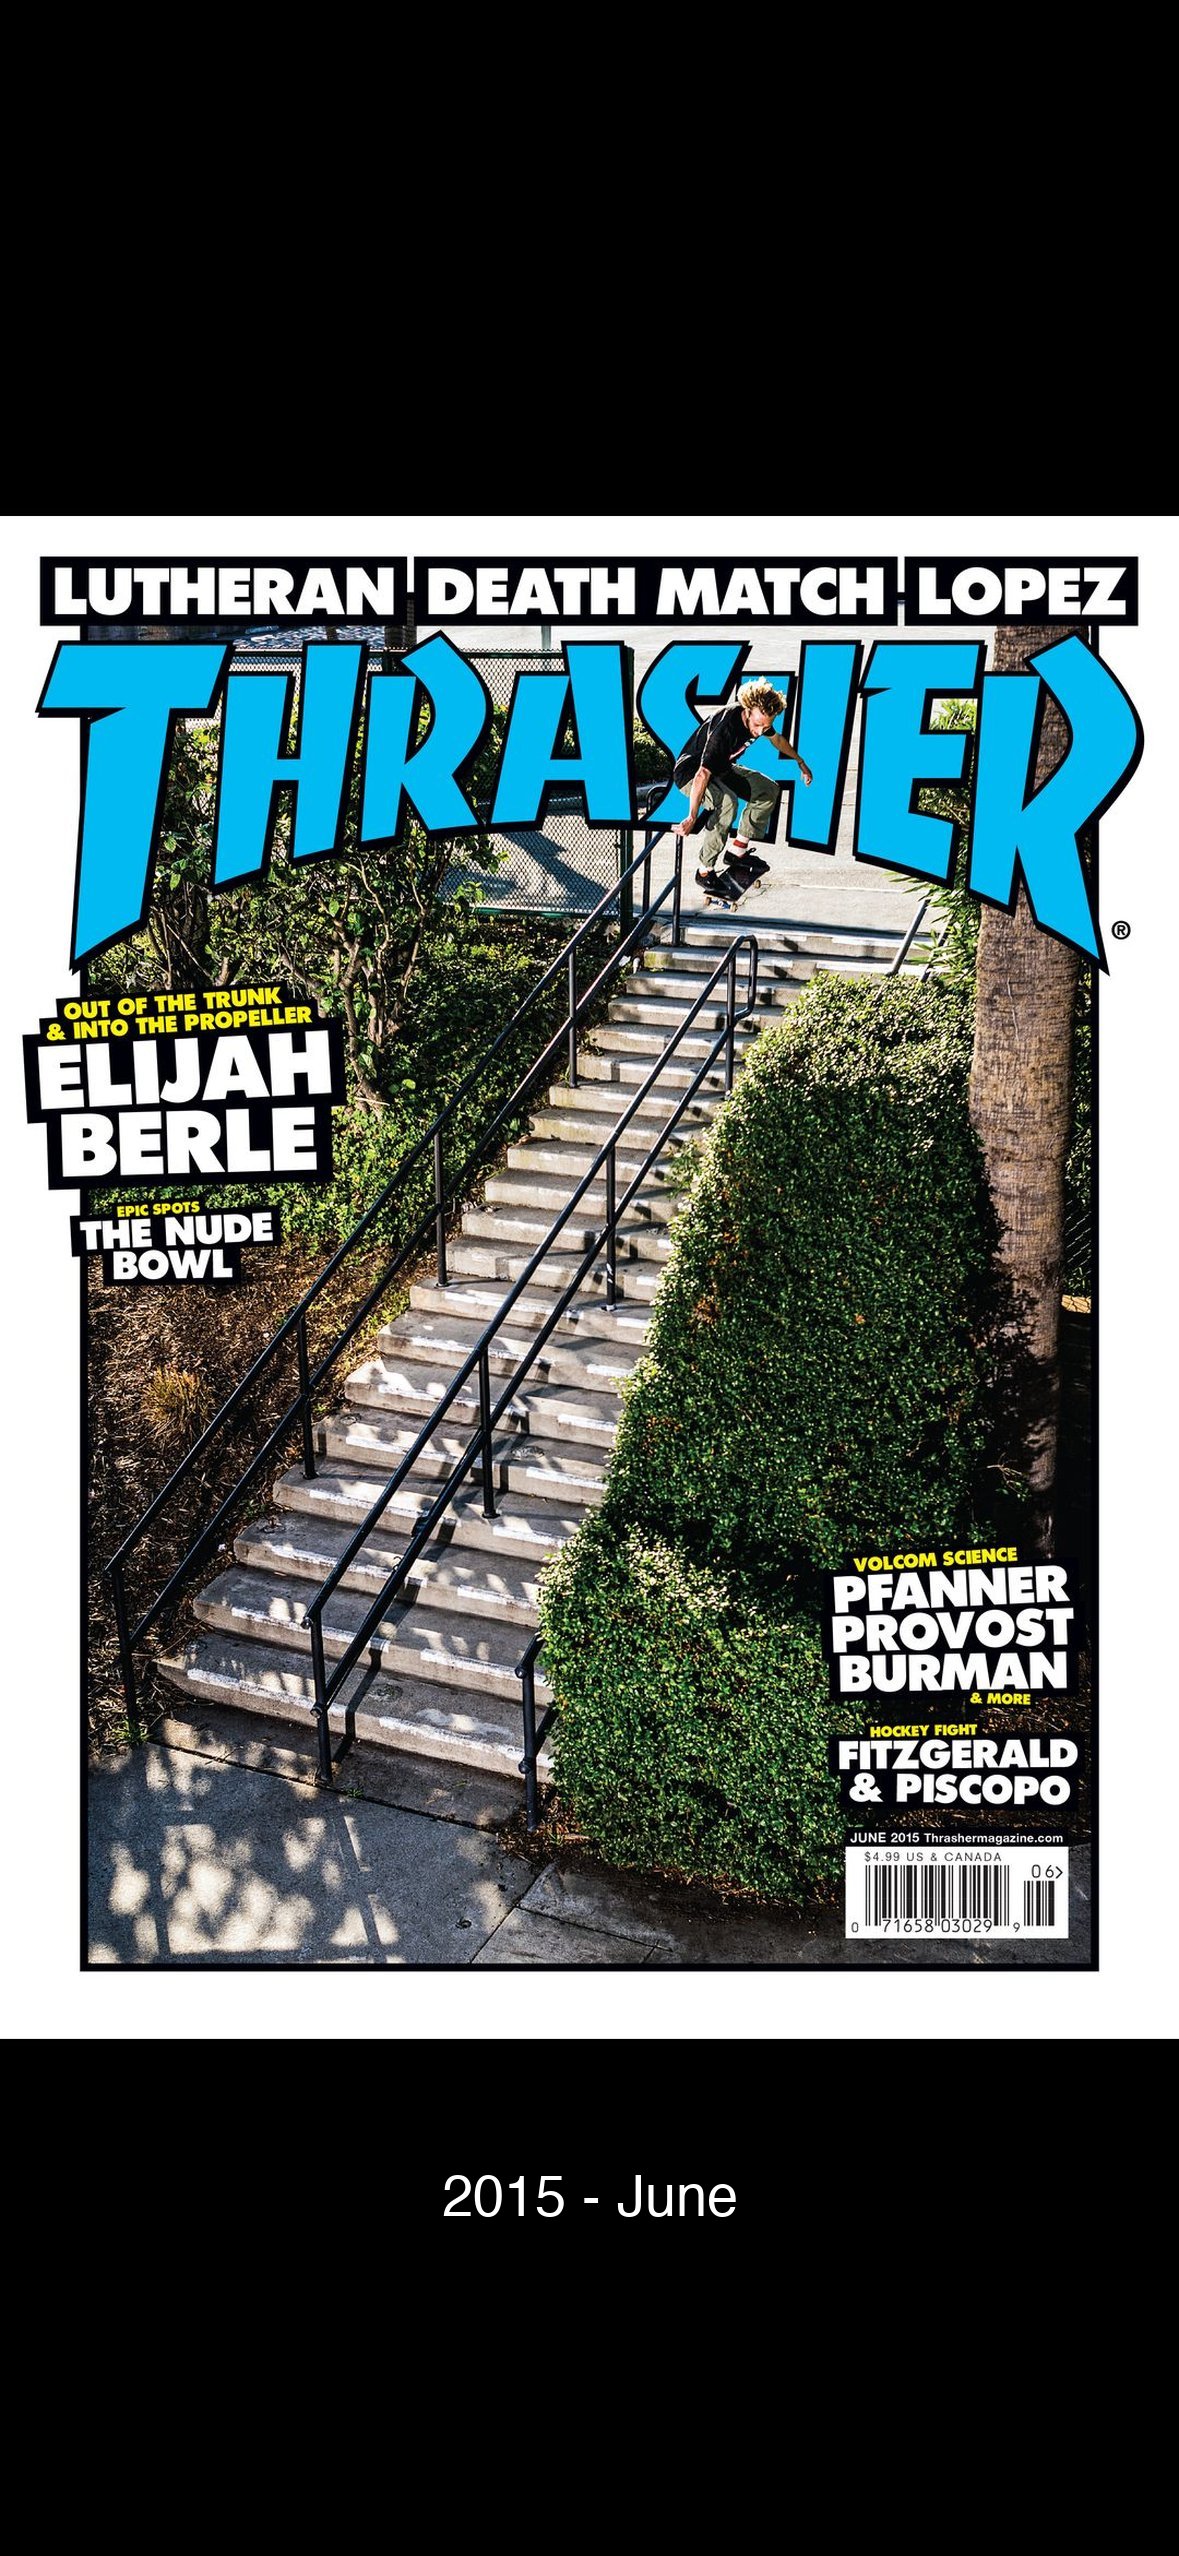 LUTHERAN DEATH MATCH LOPEZ
THRASHER
®
OUT OF THE TRUNK
& INTO THE PROPELLER
ELIJAH
BERLE
EPIC SPOTS
THE NUDE
BOWL
VOLCOM SCIENCE
PFANNER
PROVOST
BURMAN
& MORE
HOCKEY FIGHT
FITZGERALD
& PISCOPO
JUNE 2015 Thrashermagazine.com
$4.99 US & CANADA
06>
0 71658 03029 9
2015 - June